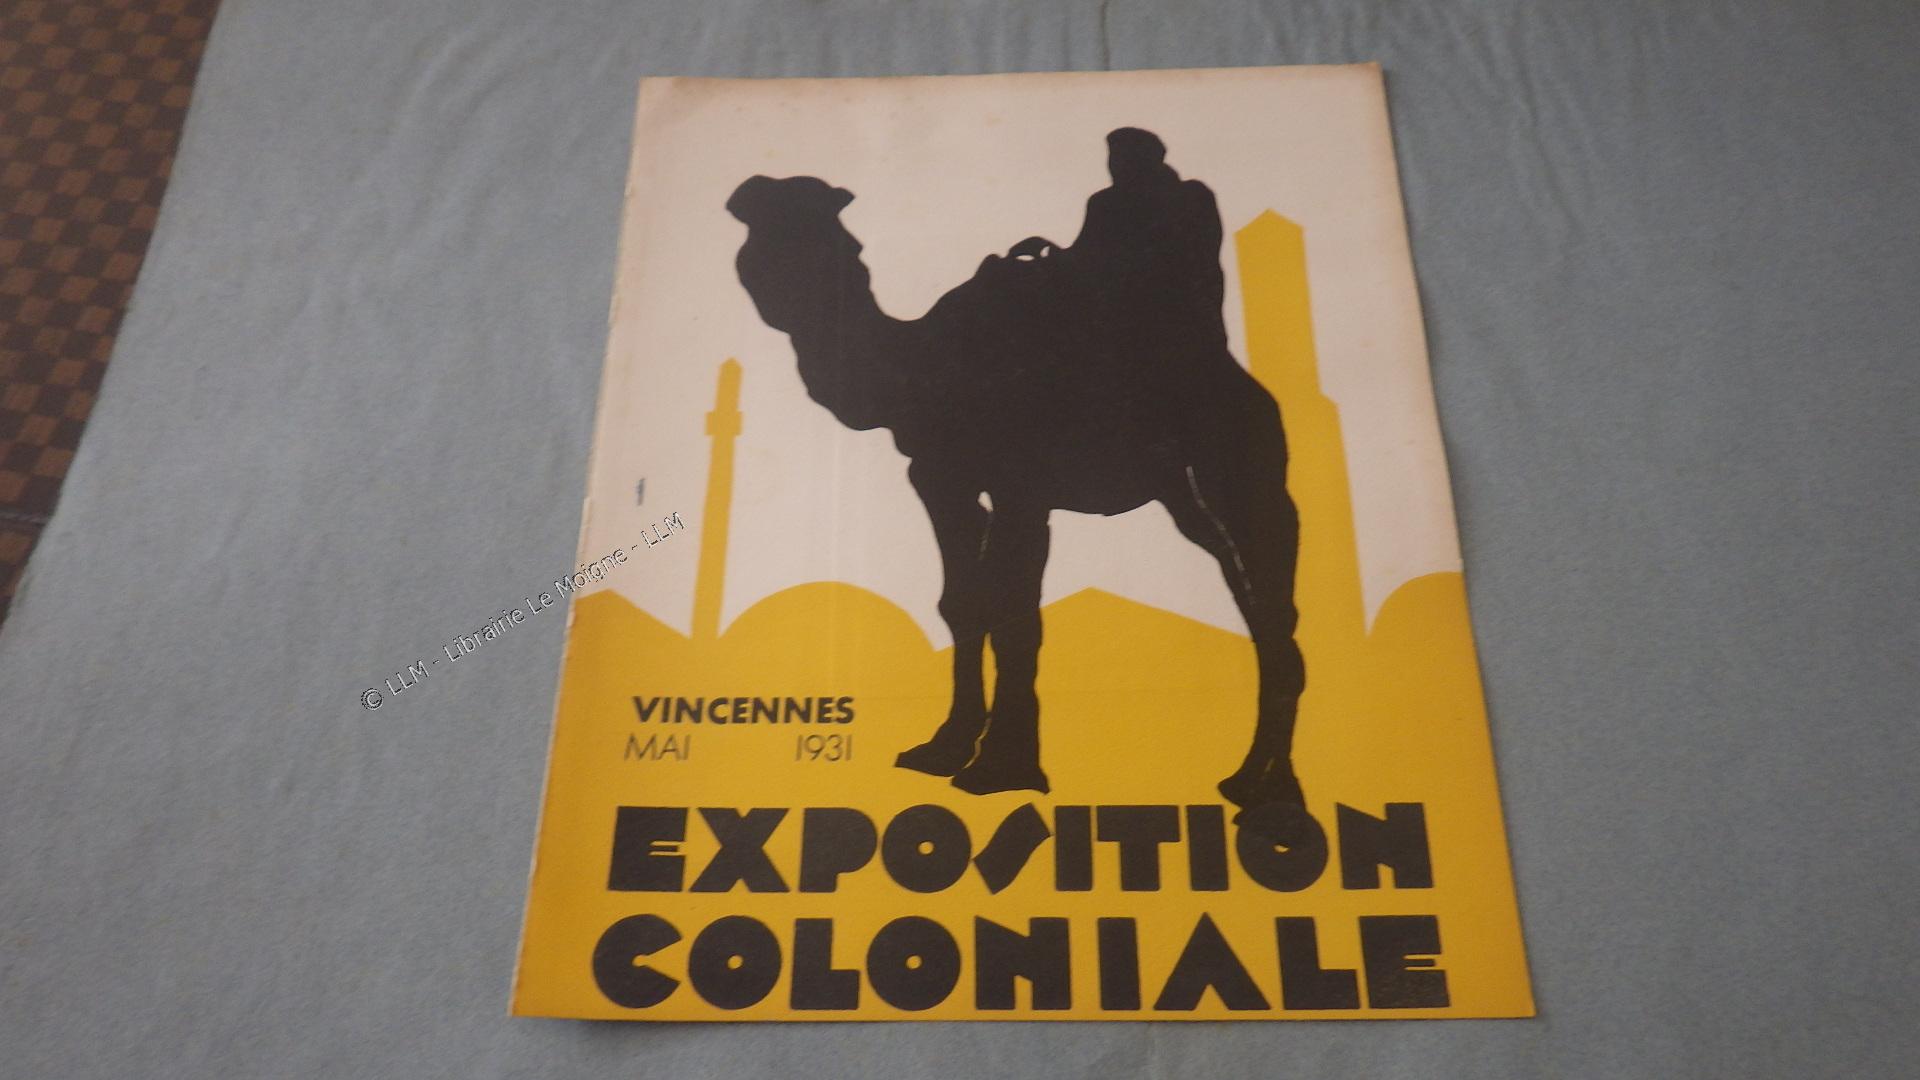 © LLM - Librairie Le Moigne - LLM
VINCENNES
MAI 1931
EXPOSITION
COLONIALE